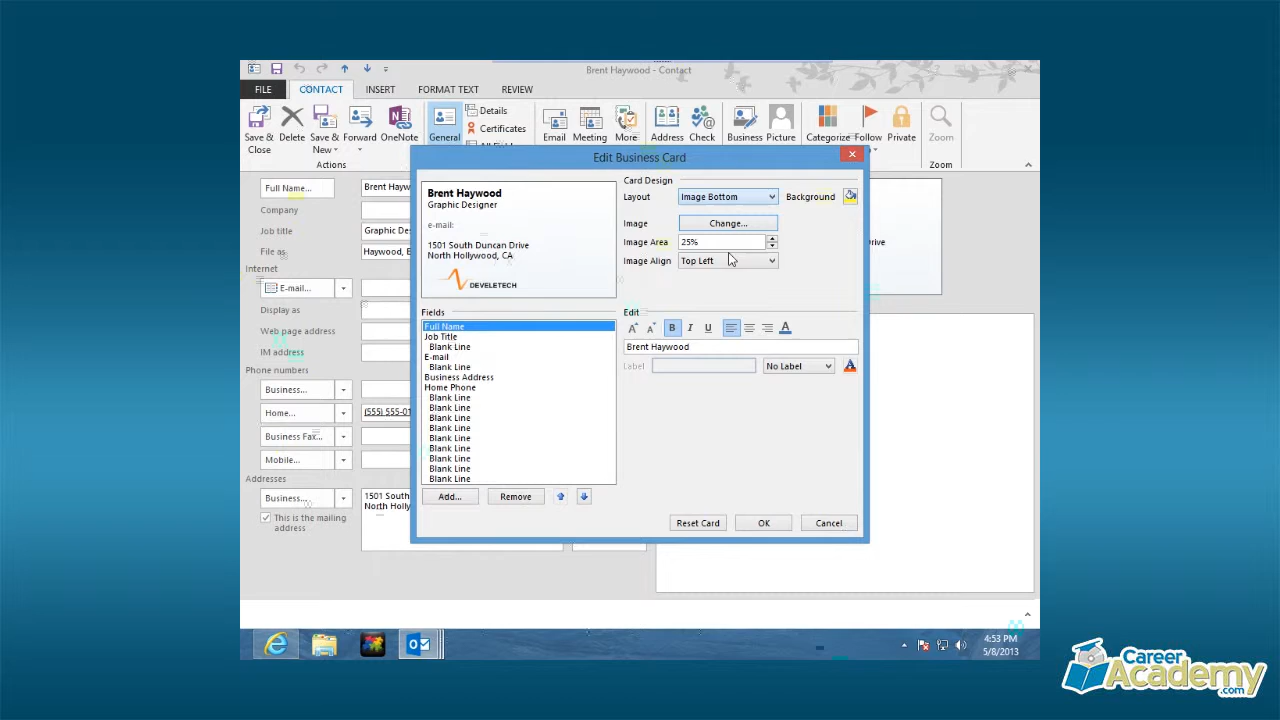 Brent Haywood - Contact
FILE
CONTACT
INSERT
FORMAT TEXT
REVIEW
Save & Close
Delete
Save & New
Forward
OneNote
General
Details
Certificates
Email
Meeting
More
Address
Check
Business
Picture
Categorize
Follow
Private
Zoom
Actions
Zoom
Edit Business Card
Full Name...
Brent Hayw
Company
Job title
Graphic De
File as
Haywood, B
Internet
E-mail...
Display as
Web page address
IM address
Phone numbers
Business...
Home...
(555) 555-01
Business Fax...
Mobile...
Addresses
Business...
1501 South
North Holly
This is the mailing
address
Brent Haywood
Graphic Designer
e-mail:
1501 South Duncan Drive
North Hollywood, CA
DEVELETECH
Card Design
Layout
Image Bottom
Background
Image
Change...
Image Area
25%
Image Align
Top Left
Drive
Fields
Full Name
Job Title
Blank Line
E-mail
Blank Line
Business Address
Home Phone
Blank Line
Blank Line
Blank Line
Blank Line
Blank Line
Blank Line
Blank Line
Blank Line
Blank Line
Add...
Remove
Edit
A
A
B
I
U
A
Brent Haywood
Label
No Label
A
Reset Card
OK
Cancel
4:53 PM
5/8/2013
Career
Academy
.com